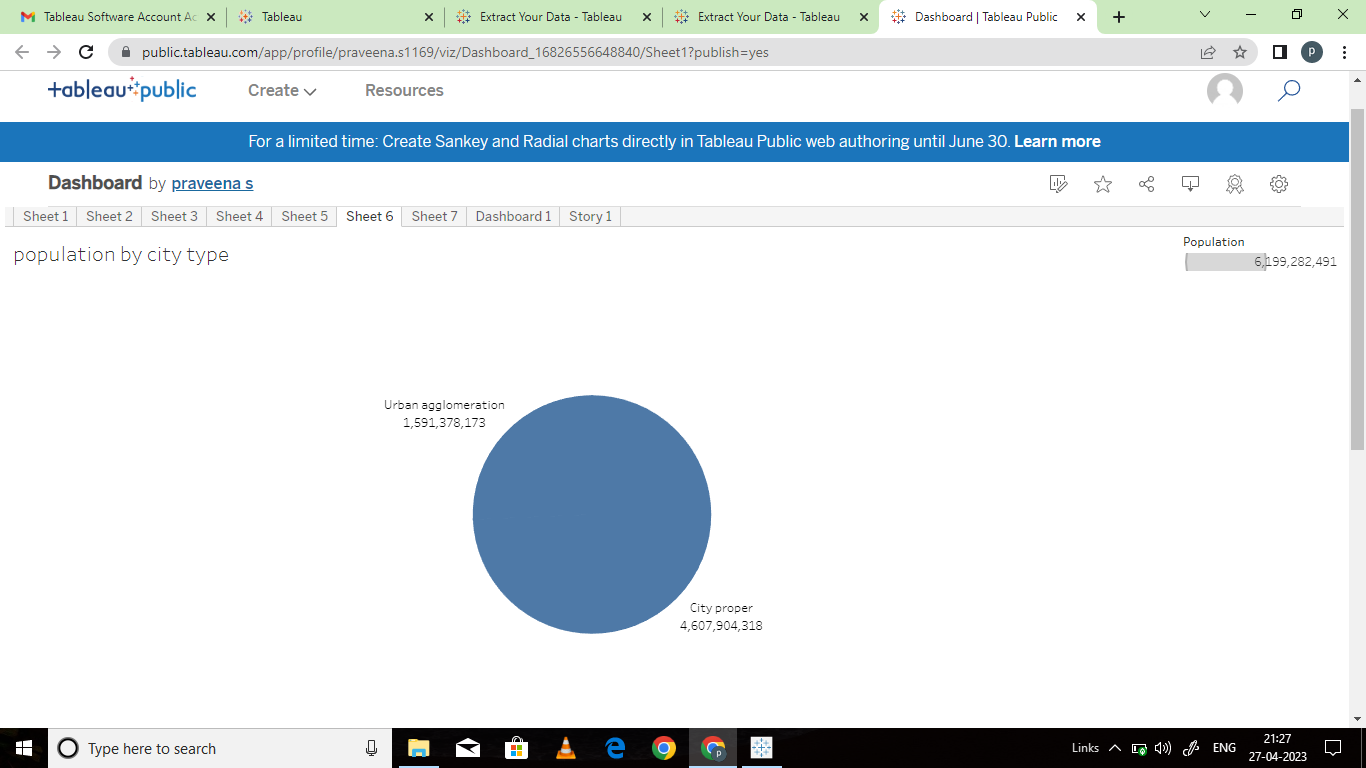 Tableau Software Account Ac
Tableau
Extract Your Data - Tableau
Extract Your Data - Tableau
Dashboard | Tableau Public
public.tableau.com/app/profile/praveena.s1169/viz/Dashboard_16826556648840/Sheet1?publish=yes
P
+ableau public
Create
Resources
For a limited time: Create Sankey and Radial charts directly in Tableau Public web authoring until June 30. Learn more
Dashboard by praveena s
Sheet 1 Sheet 2 Sheet 3 Sheet 4 Sheet 5 Sheet 6 Sheet 7 Dashboard 1 Story 1
population by city type
Population
6,199,282,491
Urban agglomeration
1,591,378,173
City proper
4,607,904,318
Type here to search
Links
ENG
21:27
27-04-2023